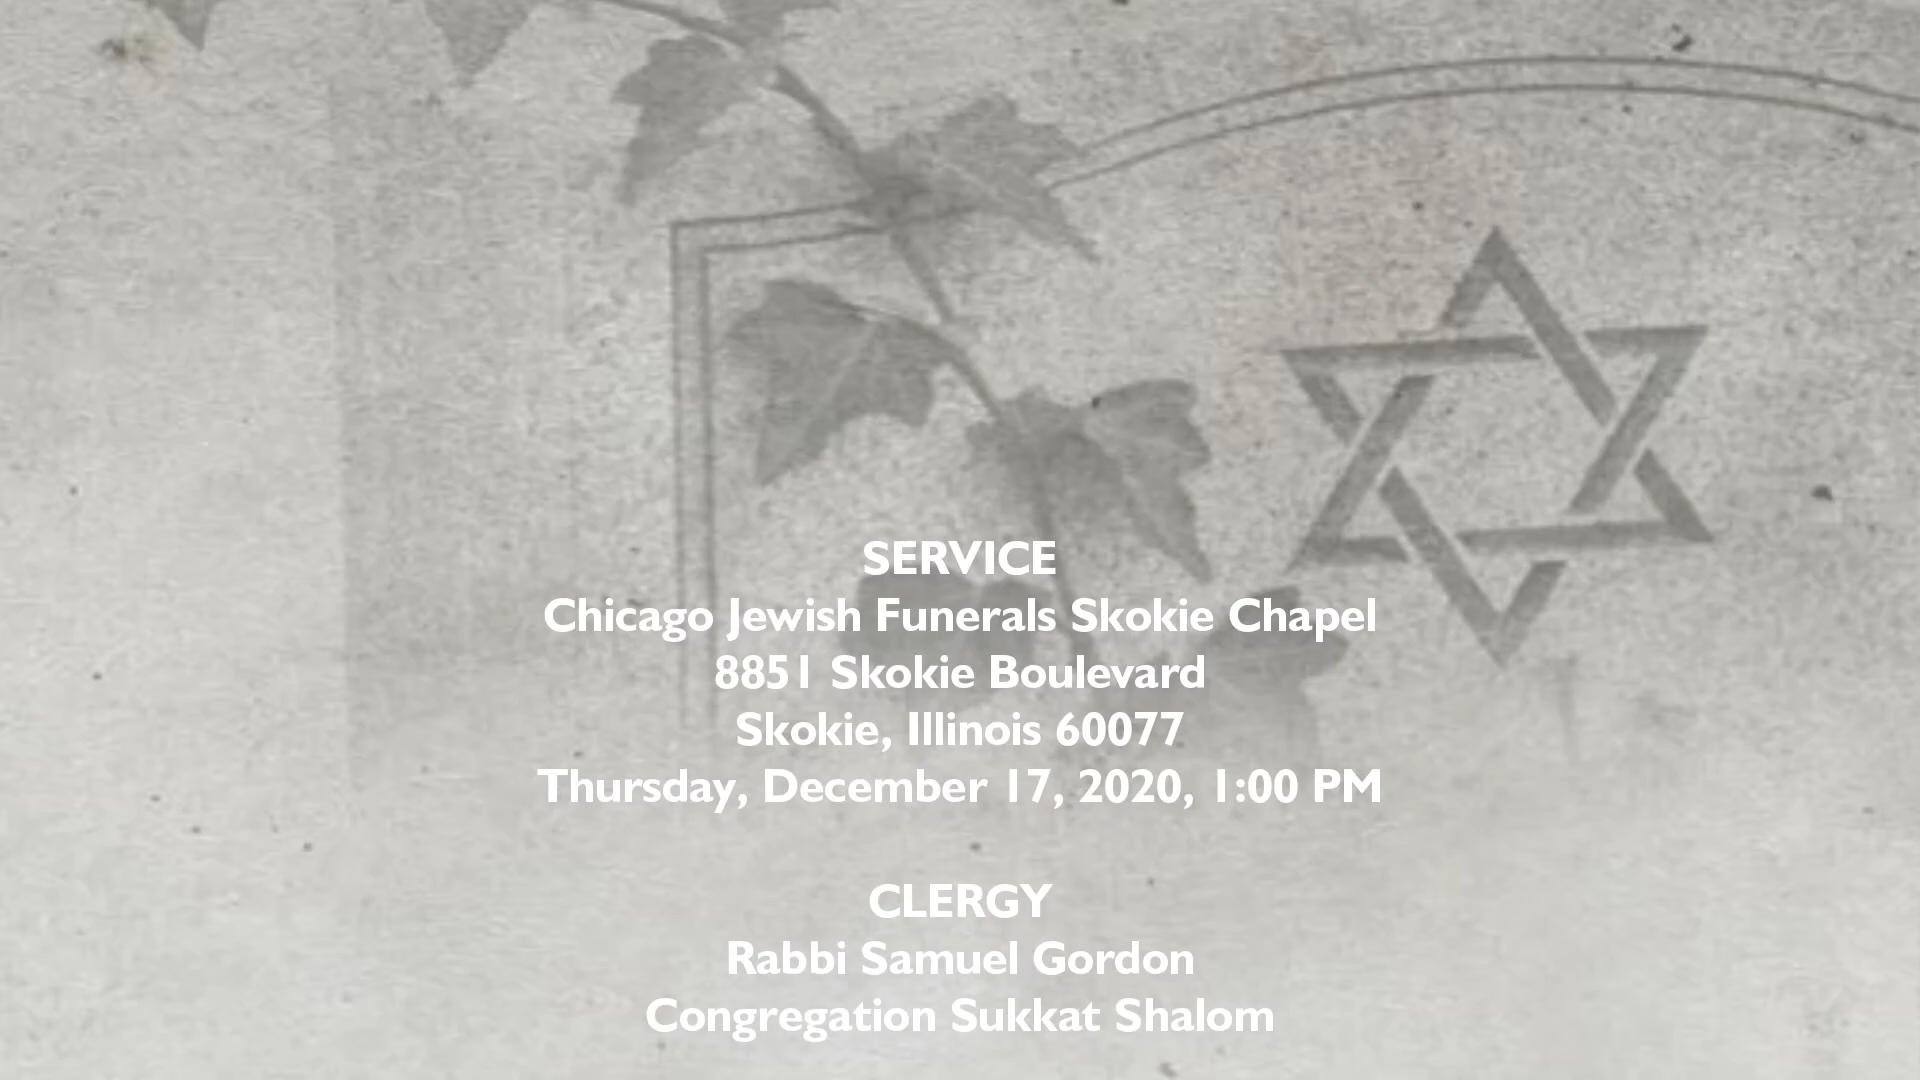 SERVICE
Chicago Jewish Funerals Skokie Chapel
8851 Skokie Boulevard
Skokie, Illinois 60077
Thursday, December 17, 2020, 1:00 PM
CLERGY
Rabbi Samuel Gordon
Congregation Sukkat Shalom